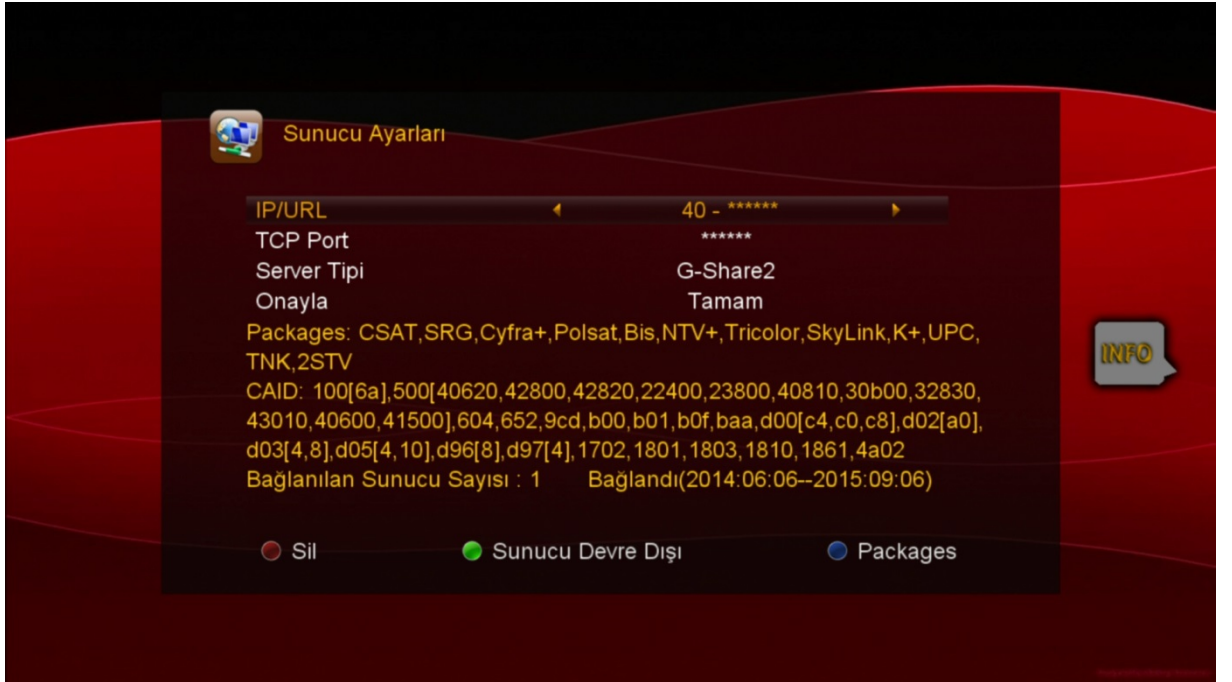 Sunucu Ayarları
IP/URL 40 - ******
TCP Port ******
Server Tipi G-Share2
Onayla Tamam
Packages: CSAT,SRG,Cyfra+,Polsat,Bis,NTV+,Tricolor,SkyLink,K+,UPC,
TNK,2STV
CAID: 100[6a],500[40620,42800,42820,22400,23800,40810,30b00,32830,
43010,40600,41500],604,652,9cd,b00,b01,b0f,baa,d00[c4,c0,c8],d02[a0],
d03[4,8],d05[4,10],d96[8],d97[4],1702,1801,1803,1810,1861,4a02
Bağlanılan Sunucu Sayısı : 1 Bağlandı(2014:06:06--2015:09:06)
Sil Sunucu Devre Dışı Packages
INFO